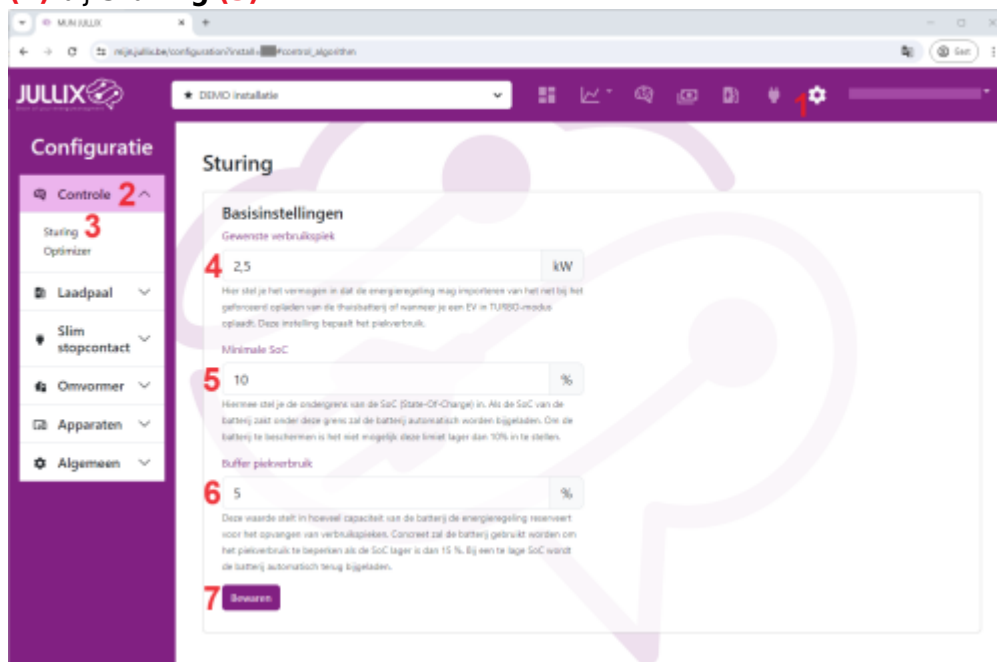 MIJN JULLIX
mijn.jullix.be/configuration?install= #control_algorithm
Gast
JULLIX
★ DEMO installatie
1
Configuratie
Controle 2
Sturing 3
Optimizer
Laadpaal
Slim
stopcontact
Omvormer
Apparaten
Algemeen
Sturing
Basisinstellingen
Gewenste verbruikspiek
4 2,5 kW
Hier stel je het vermogen in dat de energieregeling mag importeren van het net bij het
geforceerd opladen van de thuisbatterij of wanneer je een EV in TURBO-modus
oplaadt. Deze instelling bepaalt het piekverbruik.
Minimale SoC
5 10 %
Hiermee stel je de ondergrens van de SoC (State-Of-Charge) in. Als de SoC van de
batterij zakt onder deze grens zal de batterij automatisch worden bijgeladen. Om de
batterij te beschermen is het niet mogelijk deze limiet lager dan 10% in te stellen.
Buffer piekverbruik
6 5 %
Deze waarde stelt in hoeveel capaciteit van de batterij de energieregeling reserveert
voor het opvangen van verbruikspieken. Concreet zal de batterij gebruikt worden om
het piekverbruik te beperken als de SoC lager is dan 15 %. Bij een te lage SoC wordt
de batterij automatisch terug bijgeladen.
7 Bewaren